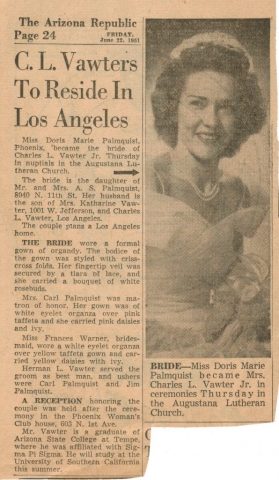 The Arizona Republic
Page 24
FRIDAY,
June 22, 1951
C. L. Vawters
To Reside In
Los Angeles
Miss Doris Marie Palmquist,
Phoenix, became the bride of
Charles L. Vawter Jr. Thursday
in nuptials in the Augustana Lu-
theran Church.
The bride is the daughter of
Mr. and Mrs. A. S. Palmquist,
8940 N. 11th St. Her husband is
the son of Mrs. Katharine Vaw-
ter, 1001 W. Jefferson, and Charles
L. Vawter, Los Angeles.
The couple plans a Los Angeles
home.
THE BRIDE wore a formal
gown of organdy. The bodice of
the gown was styled with criss-
cross folds. Her fingertip veil was
secured by a tiara of lace, and
she carried a bouquet of white
rosebuds.
Mrs. Carl Palmquist was ma-
tron of honor. Her gown was of
white eyelet organza over pink
taffeta and she carried pink daisies
and ivy.
Miss Frances Warner, brides-
maid, wore a white eyelet organza
over yellow taffeta gown and car-
ried yellow daisies with ivy.
Herman L. Vawter served the
groom as best man, and ushers
were Carl Palmquist and Jim
Palmquist.
A RECEPTION honoring the
couple was held after the cere-
mony in the Phoenix Woman's
Club house, 605 N. 1st Ave.
Mr. Vawter is a graduate of
Arizona State College at Tempe,
where he was affiliated with Sig-
ma Pi Sigma. He will study at the
University of Southern California
this summer.
BRIDE—Miss Doris Marie
Palmquist became Mrs.
Charles L. Vawter Jr. in
ceremonies Thursday in
the Augustana Lutheran
Church.